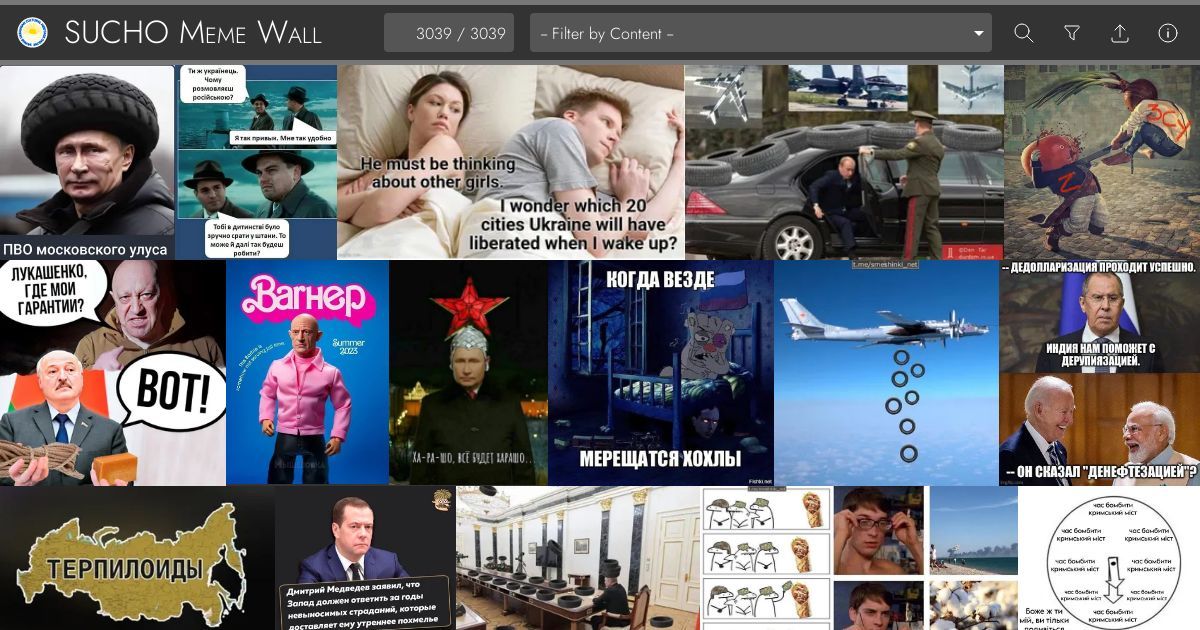 SUCHO Meme Wall
3039 / 3039
– Filter by Content –
ПВО московского улуса
Ти ж українець.
Чому
розмовляєш
російською?
Я так привык. Мне так удобно
Тобі в дитинстві було
зручно срати у штани. То
може й далі так будеш
робити?
He must be thinking
about other girls.
I wonder which 20
cities Ukraine will have
liberated when I wake up?
ЗСУ
Z
ЛУКАШЕНКО,
ГДЕ МОИ
ГАРАНТИИ?
ВОТ!
Вагнер
Summer
2023
ХА-РА-ШО, ВСЁ БУДЕТ ХАРАШО..
КОГДА ВЕЗДЕ
МЕРЕЩАТСЯ ХОХЛЫ
Fishki.net
t.me/smeshinki_net
-- ДЕДОЛЛАРИЗАЦИЯ ПРОХОДИТ УСПЕШНО.
ИНДИЯ НАМ ПОМОЖЕТ С
ДЕРУПИЯЗАЦИЕЙ.
-- ОН СКАЗАЛ "ДЕНЕФТЕЗАЦИЕЙ"?
ТЕРПИЛОИДЫ
Дмитрий Медведев заявил, что
Запад должен ответить за годы
невыносимых страданий, которые
доставляет ему утреннее похмелье
час бомбити
кримський міст
час бомбити
кримський міст
час бомбити
кримський міст
час бомбити
кримський міст
час бомбити
кримський міст
час бомбити
кримський міст
час бомбити
кримський міст
час бомбити
кримський міст
Боже ж ти
мій, ви тільки